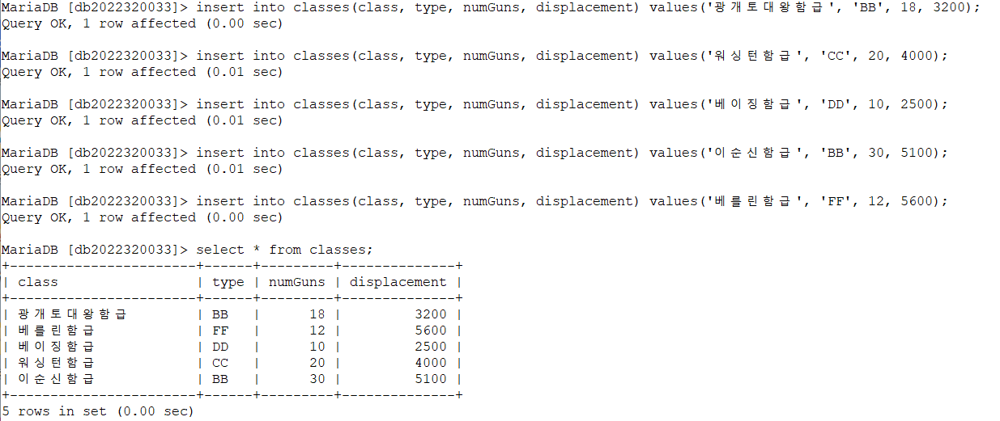 MariaDB [db2022320033]> insert into classes(class, type, numGuns, displacement) values('광개토대왕함급', 'BB', 18, 3200);
Query OK, 1 row affected (0.00 sec)
MariaDB [db2022320033]> insert into classes(class, type, numGuns, displacement) values('워싱턴함급', 'CC', 20, 4000);
Query OK, 1 row affected (0.01 sec)
MariaDB [db2022320033]> insert into classes(class, type, numGuns, displacement) values('베이징함급', 'DD', 10, 2500);
Query OK, 1 row affected (0.01 sec)
MariaDB [db2022320033]> insert into classes(class, type, numGuns, displacement) values('이순신함급', 'BB', 30, 5100);
Query OK, 1 row affected (0.01 sec)
MariaDB [db2022320033]> insert into classes(class, type, numGuns, displacement) values('베를린함급', 'FF', 12, 5600);
Query OK, 1 row affected (0.00 sec)
MariaDB [db2022320033]> select * from classes;
+-----------------------+------+---------+--------------+
| class                 | type | numGuns | displacement |
+-----------------------+------+---------+--------------+
| 광개토대왕함급 | BB   |      18 |         3200 |
| 베를린함급 | FF   |      12 |         5600 |
| 베이징함급 | DD   |      10 |         2500 |
| 워싱턴함급 | CC   |      20 |         4000 |
| 이순신함급 | BB   |      30 |         5100 |
+-----------------------+------+---------+--------------+
5 rows in set (0.00 sec)